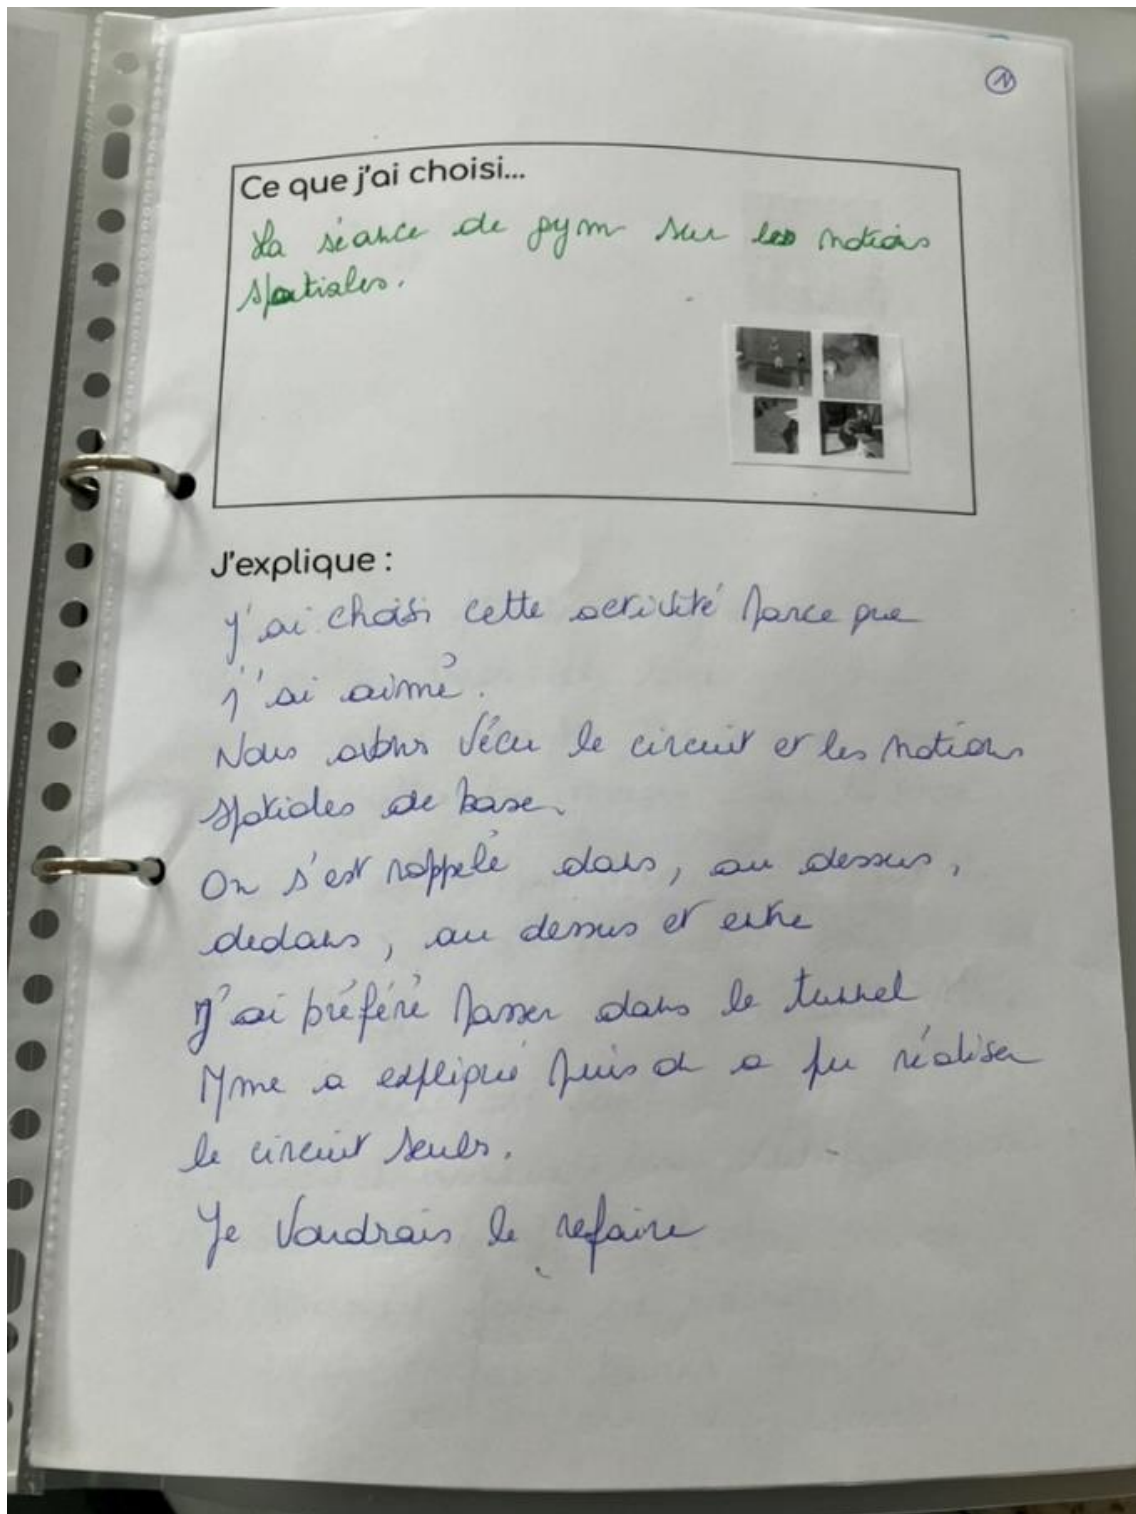 1
Ce que j'ai choisi...
La séance de gym sur les notions
spatiales.
J'explique :
J'ai choisi cette activité parce que
j'ai aimé.
Nous avons vécu le circuit et les notions
spatiales de base.
On s'est rappelé dans, au dessus,
dedans, au dessus et entre
J'ai préféré passer dans le tunnel
Mme a expliqué puis on a pu réaliser
le circuit seuls.
Je voudrais le refaire